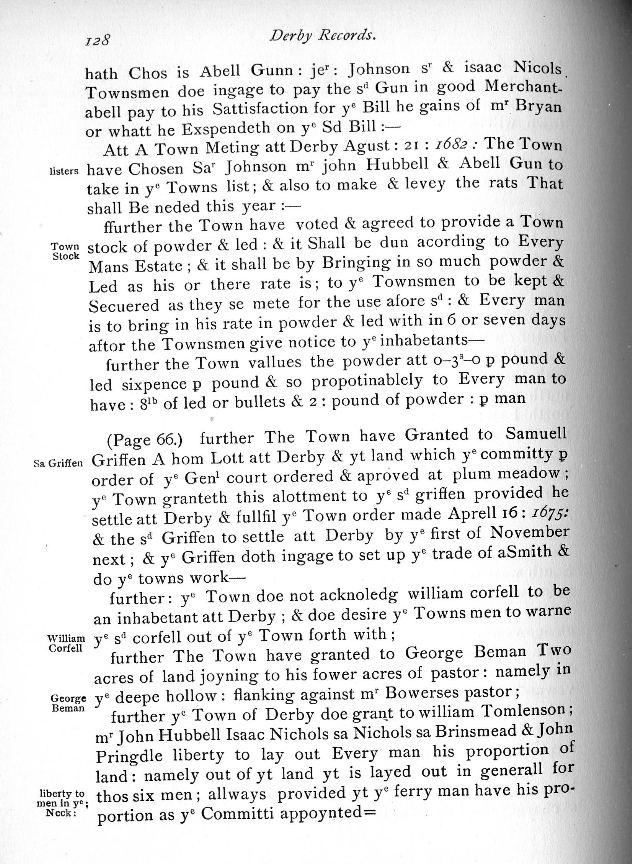 128
Derby Records.
hath Chos is Abell Gunn : jeʳ : Johnson sʳ & isaac Nicols.
Townsmen doe ingage to pay the sᵈ Gun in good Merchant-
abell pay to his Sattisfaction for yᵉ Bill he gains of mʳ Bryan
or whatt he Exspendeth on yᵉ Sd Bill :—
Att A Town Meting att Derby Agust : 21 : 1682 : The Town
listers have Chosen Saʳ Johnson mʳ john Hubbell & Abell Gun to
take in yᵉ Towns list ; & also to make & levey the rats That
shall Be neded this year :—
ffurther the Town have voted & agreed to provide a Town
Town Stock
stock of powder & led : & it Shall be dun acording to Every
Mans Estate ; & it shall be by Bringing in so much powder &
Led as his or there rate is ; to yᵉ Townsmen to be kept &
Secuered as they se mete for the use afore sᵈ : & Every man
is to bring in his rate in powder & led with in 6 or seven days
aftor the Townsmen give notice to yᵉ inhabetants—
further the Town vallues the powder att 0–3ˢ–0 p pound &
led sixpence p pound & so propotinablely to Every man to
have : 8ˡᵇ of led or bullets & 2 : pound of powder : p man
(Page 66.) further The Town have Granted to Samuell
Sa Griffen Griffen A hom Lott att Derby & yt land which yᵉ committy p
order of yᵉ Genˡ court ordered & aproved at plum meadow ;
yᵉ Town granteth this alottment to yᵉ sᵈ griffen provided he
settle att Derby & fullfil yᵉ Town order made Aprell 16 : 1675:
& the sᵈ Griffen to settle att Derby by yᵉ first of November
next ; & yᵉ Griffen doth ingage to set up yᵉ trade of aSmith &
do yᵉ towns work—
further : yᵉ Town doe not acknoledg william corfell to be
an inhabetant att Derby ; & doe desire yᵉ Towns men to warne
William Corfell
yᵉ sᵈ corfell out of yᵉ Town forth with ;
further The Town have granted to George Beman Two
acres of land joyning to his fower acres of pastor : namely in
George Beman
yᵉ deepe hollow : flanking against mʳ Bowerses pastor ;
further yᵉ Town of Derby doe grant to william Tomlenson ;
mʳ John Hubbell Isaac Nichols sa Nichols sa Brinsmead & John
Pringdle liberty to lay out Every man his proportion of
land : namely out of yt land yt is layed out in generall for
liberty to men in yᵉ ; Neck :
thos six men ; allways provided yt yᵉ ferry man have his pro-
portion as yᵉ Committi appoynted=